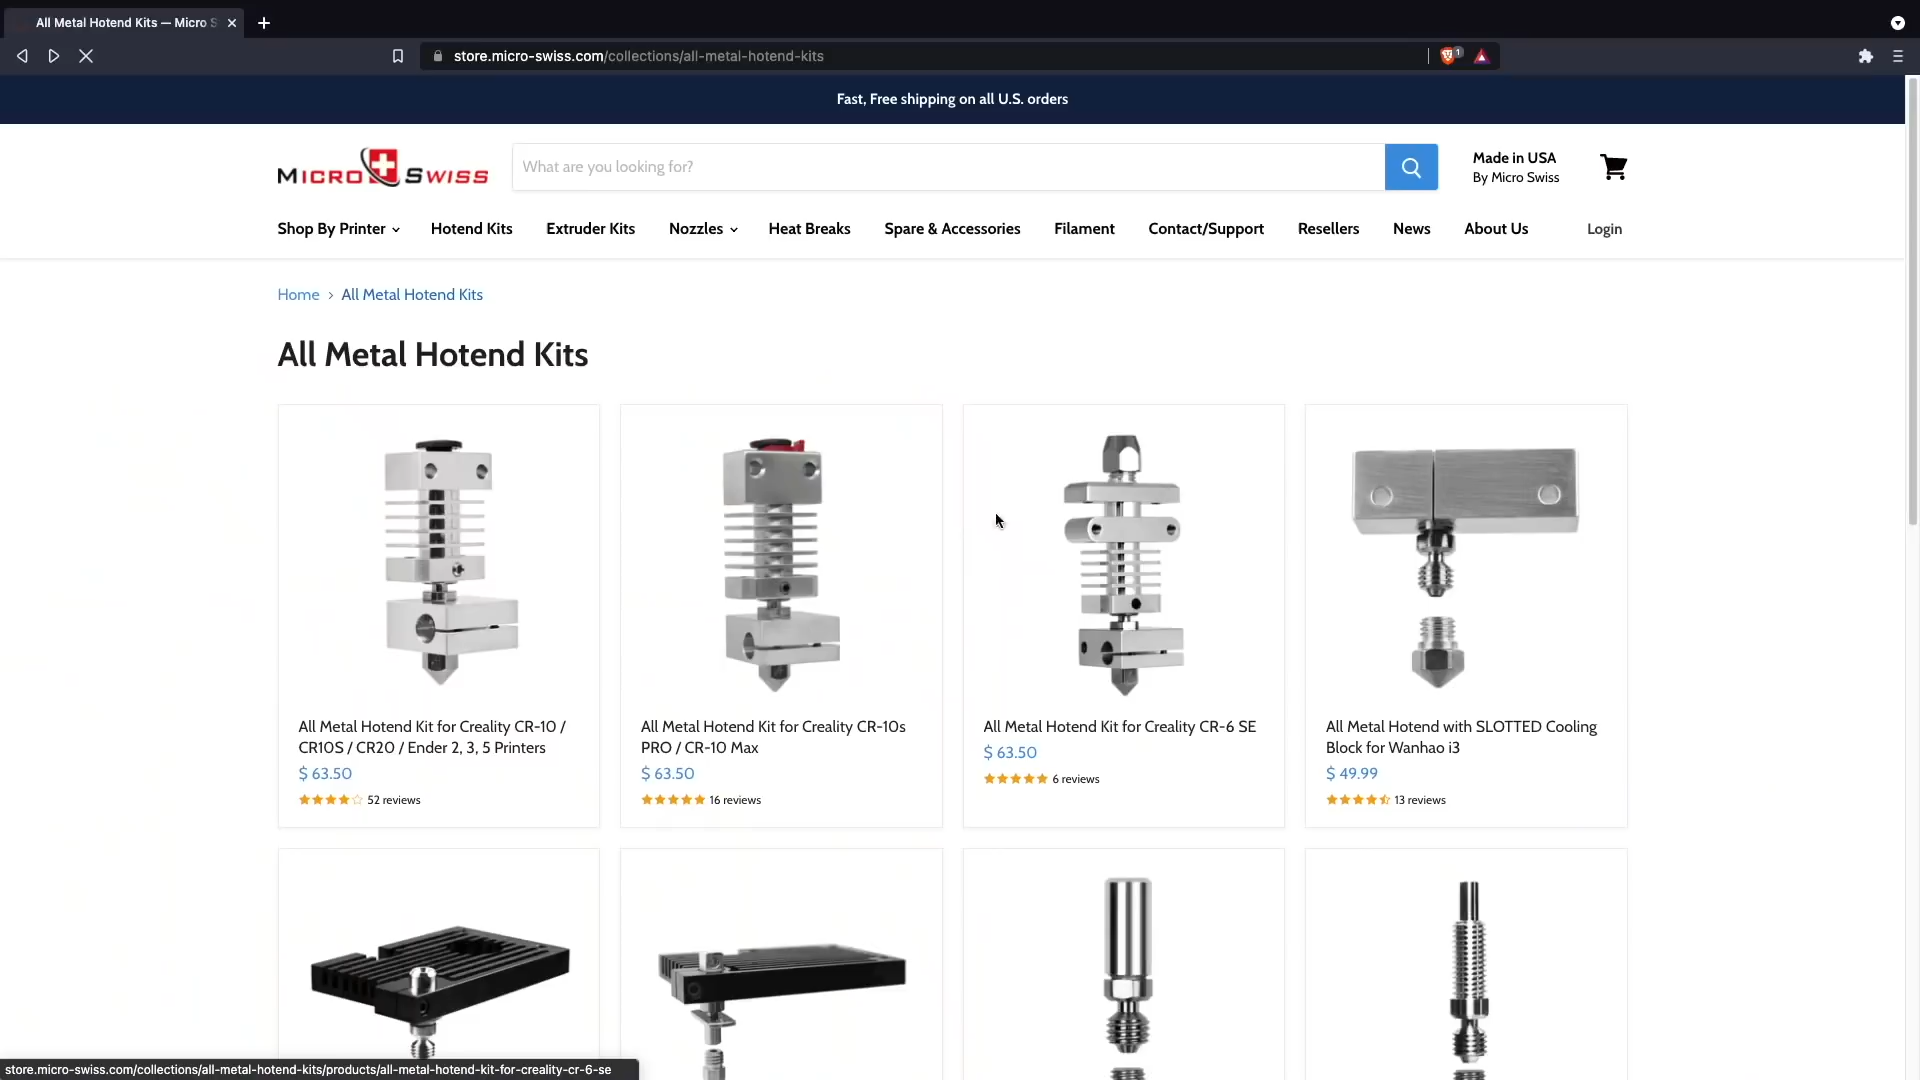 All Metal Hotend Kits — Micro S
store.micro-swiss.com/collections/all-metal-hotend-kits
1
Fast, Free shipping on all U.S. orders
MICRO SWISS
What are you looking for?
Made in USA
By Micro Swiss
Shop By Printer
Hotend Kits
Extruder Kits
Nozzles
Heat Breaks
Spare & Accessories
Filament
Contact/Support
Resellers
News
About Us
Login
Home › All Metal Hotend Kits
All Metal Hotend Kits
All Metal Hotend Kit for Creality CR-10 /
CR10S / CR20 / Ender 2, 3, 5 Printers
$ 63.50
52 reviews
All Metal Hotend Kit for Creality CR-10s
PRO / CR-10 Max
$ 63.50
16 reviews
All Metal Hotend Kit for Creality CR-6 SE
$ 63.50
6 reviews
All Metal Hotend with SLOTTED Cooling
Block for Wanhao i3
$ 49.99
13 reviews
store.micro-swiss.com/collections/all-metal-hotend-kits/products/all-metal-hotend-kit-for-creality-cr-6-se